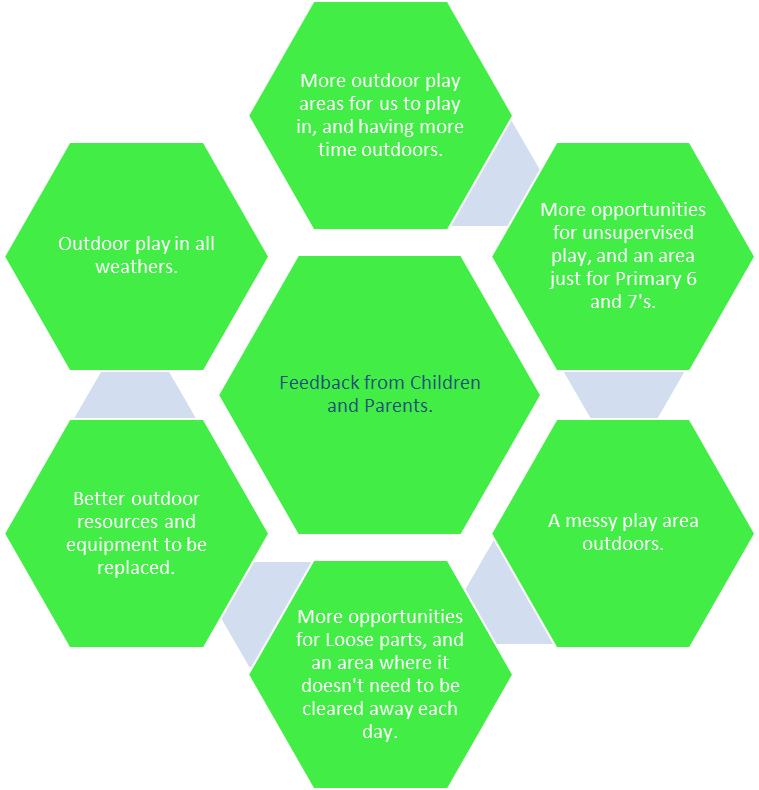 More outdoor play
areas for us to play
in, and having more
time outdoors.
More opportunities
for unsupervised
play, and an area
just for Primary 6
and 7's.
A messy play area
outdoors.
More opportunities
for Loose parts, and
an area where it
doesn't need to be
cleared away each
day.
Better outdoor
resources and
equipment to be
replaced.
Outdoor play in all
weathers.
Feedback from Children
and Parents.